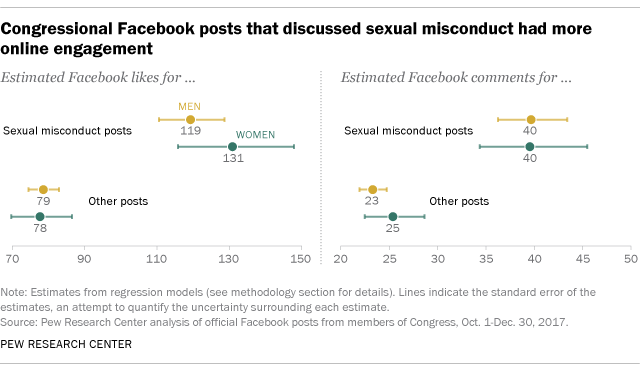 Congressional Facebook posts that discussed sexual misconduct had more
online engagement
Estimated Facebook likes for ...
Estimated Facebook comments for ...
MEN
Sexual misconduct posts
119
WOMEN
131
Sexual misconduct posts
40
40
79
Other posts
78
23
Other posts
25
70 90 110 130 150
20 25 30 35 40 45 50
Note: Estimates from regression models (see methodology section for details). Lines indicate the standard error of the
estimates, an attempt to quantify the uncertainty surrounding each estimate.
Source: Pew Research Center analysis of official Facebook posts from members of Congress, Oct. 1-Dec. 30, 2017.
PEW RESEARCH CENTER